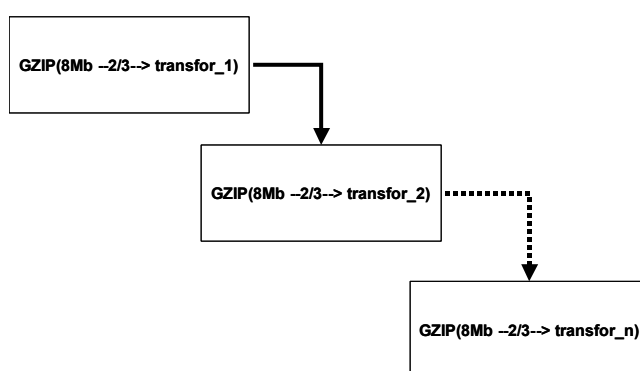 GZIP(8Mb --2/3--> transfor_1)
GZIP(8Mb --2/3--> transfor_2)
GZIP(8Mb --2/3--> transfor_n)